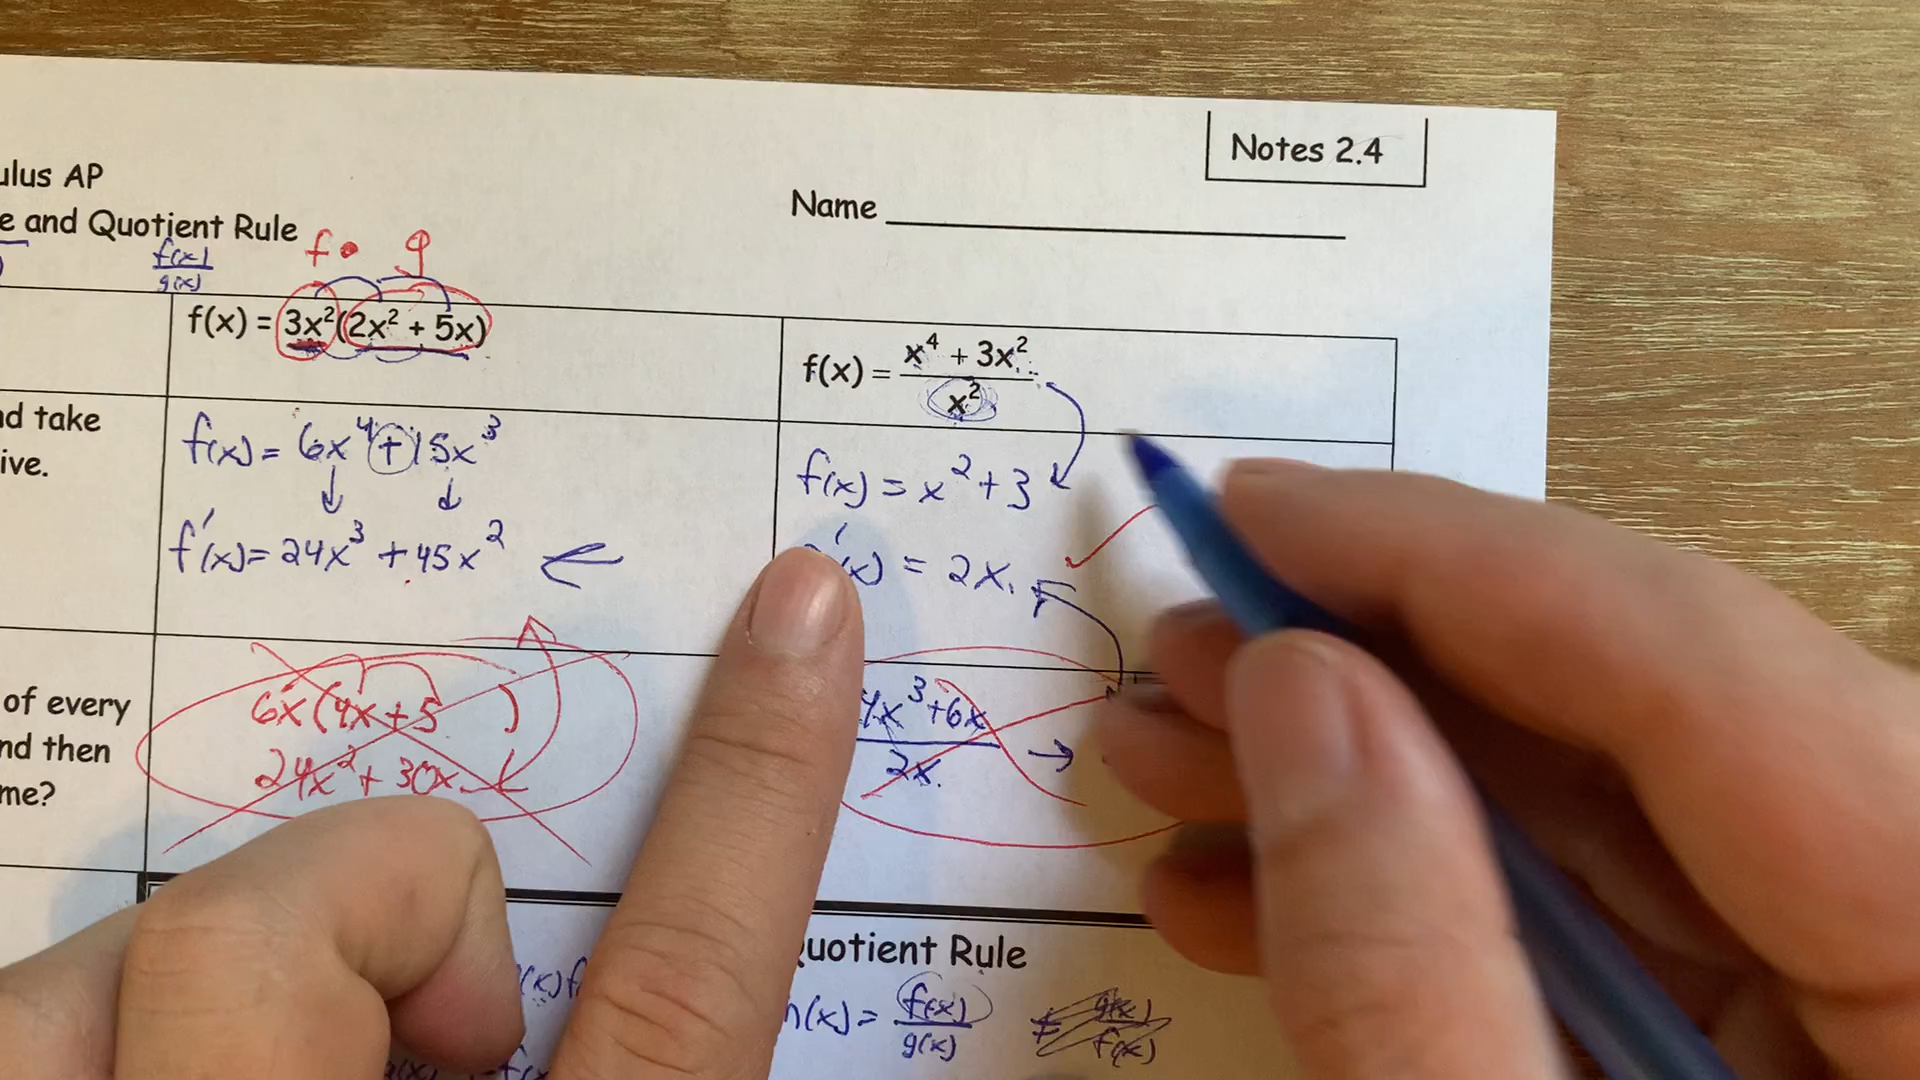 Notes 2.4
ulus AP
Name
e and Quotient Rule
f(x)
g(x)
f • g
f(x) = 3x²(2x² + 5x)
f(x) = x⁴ + 3x²
x²
nd take
ive.
f(x) = 6x⁴ + 15x³
f'(x) = 24x³ + 45x²
f(x) = x² + 3
'(x) = 2x
of every
nd then
me?
6x(4x+5 )
24x² + 30x
4x³+6x
2x
uotient Rule
h(x) = f(x)
g(x)
≠ g(x)
f(x)